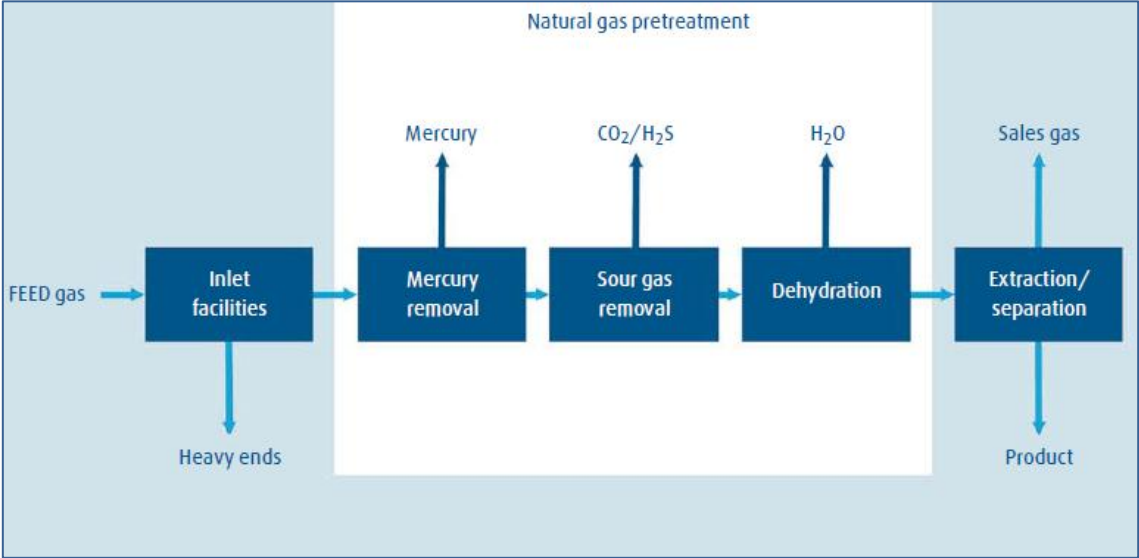 Natural gas pretreatment
Mercury
CO₂/H₂S
H₂O
Sales gas
FEED gas
Inlet
facilities
Mercury
removal
Sour gas
removal
Dehydration
Extraction/
separation
Heavy ends
Product